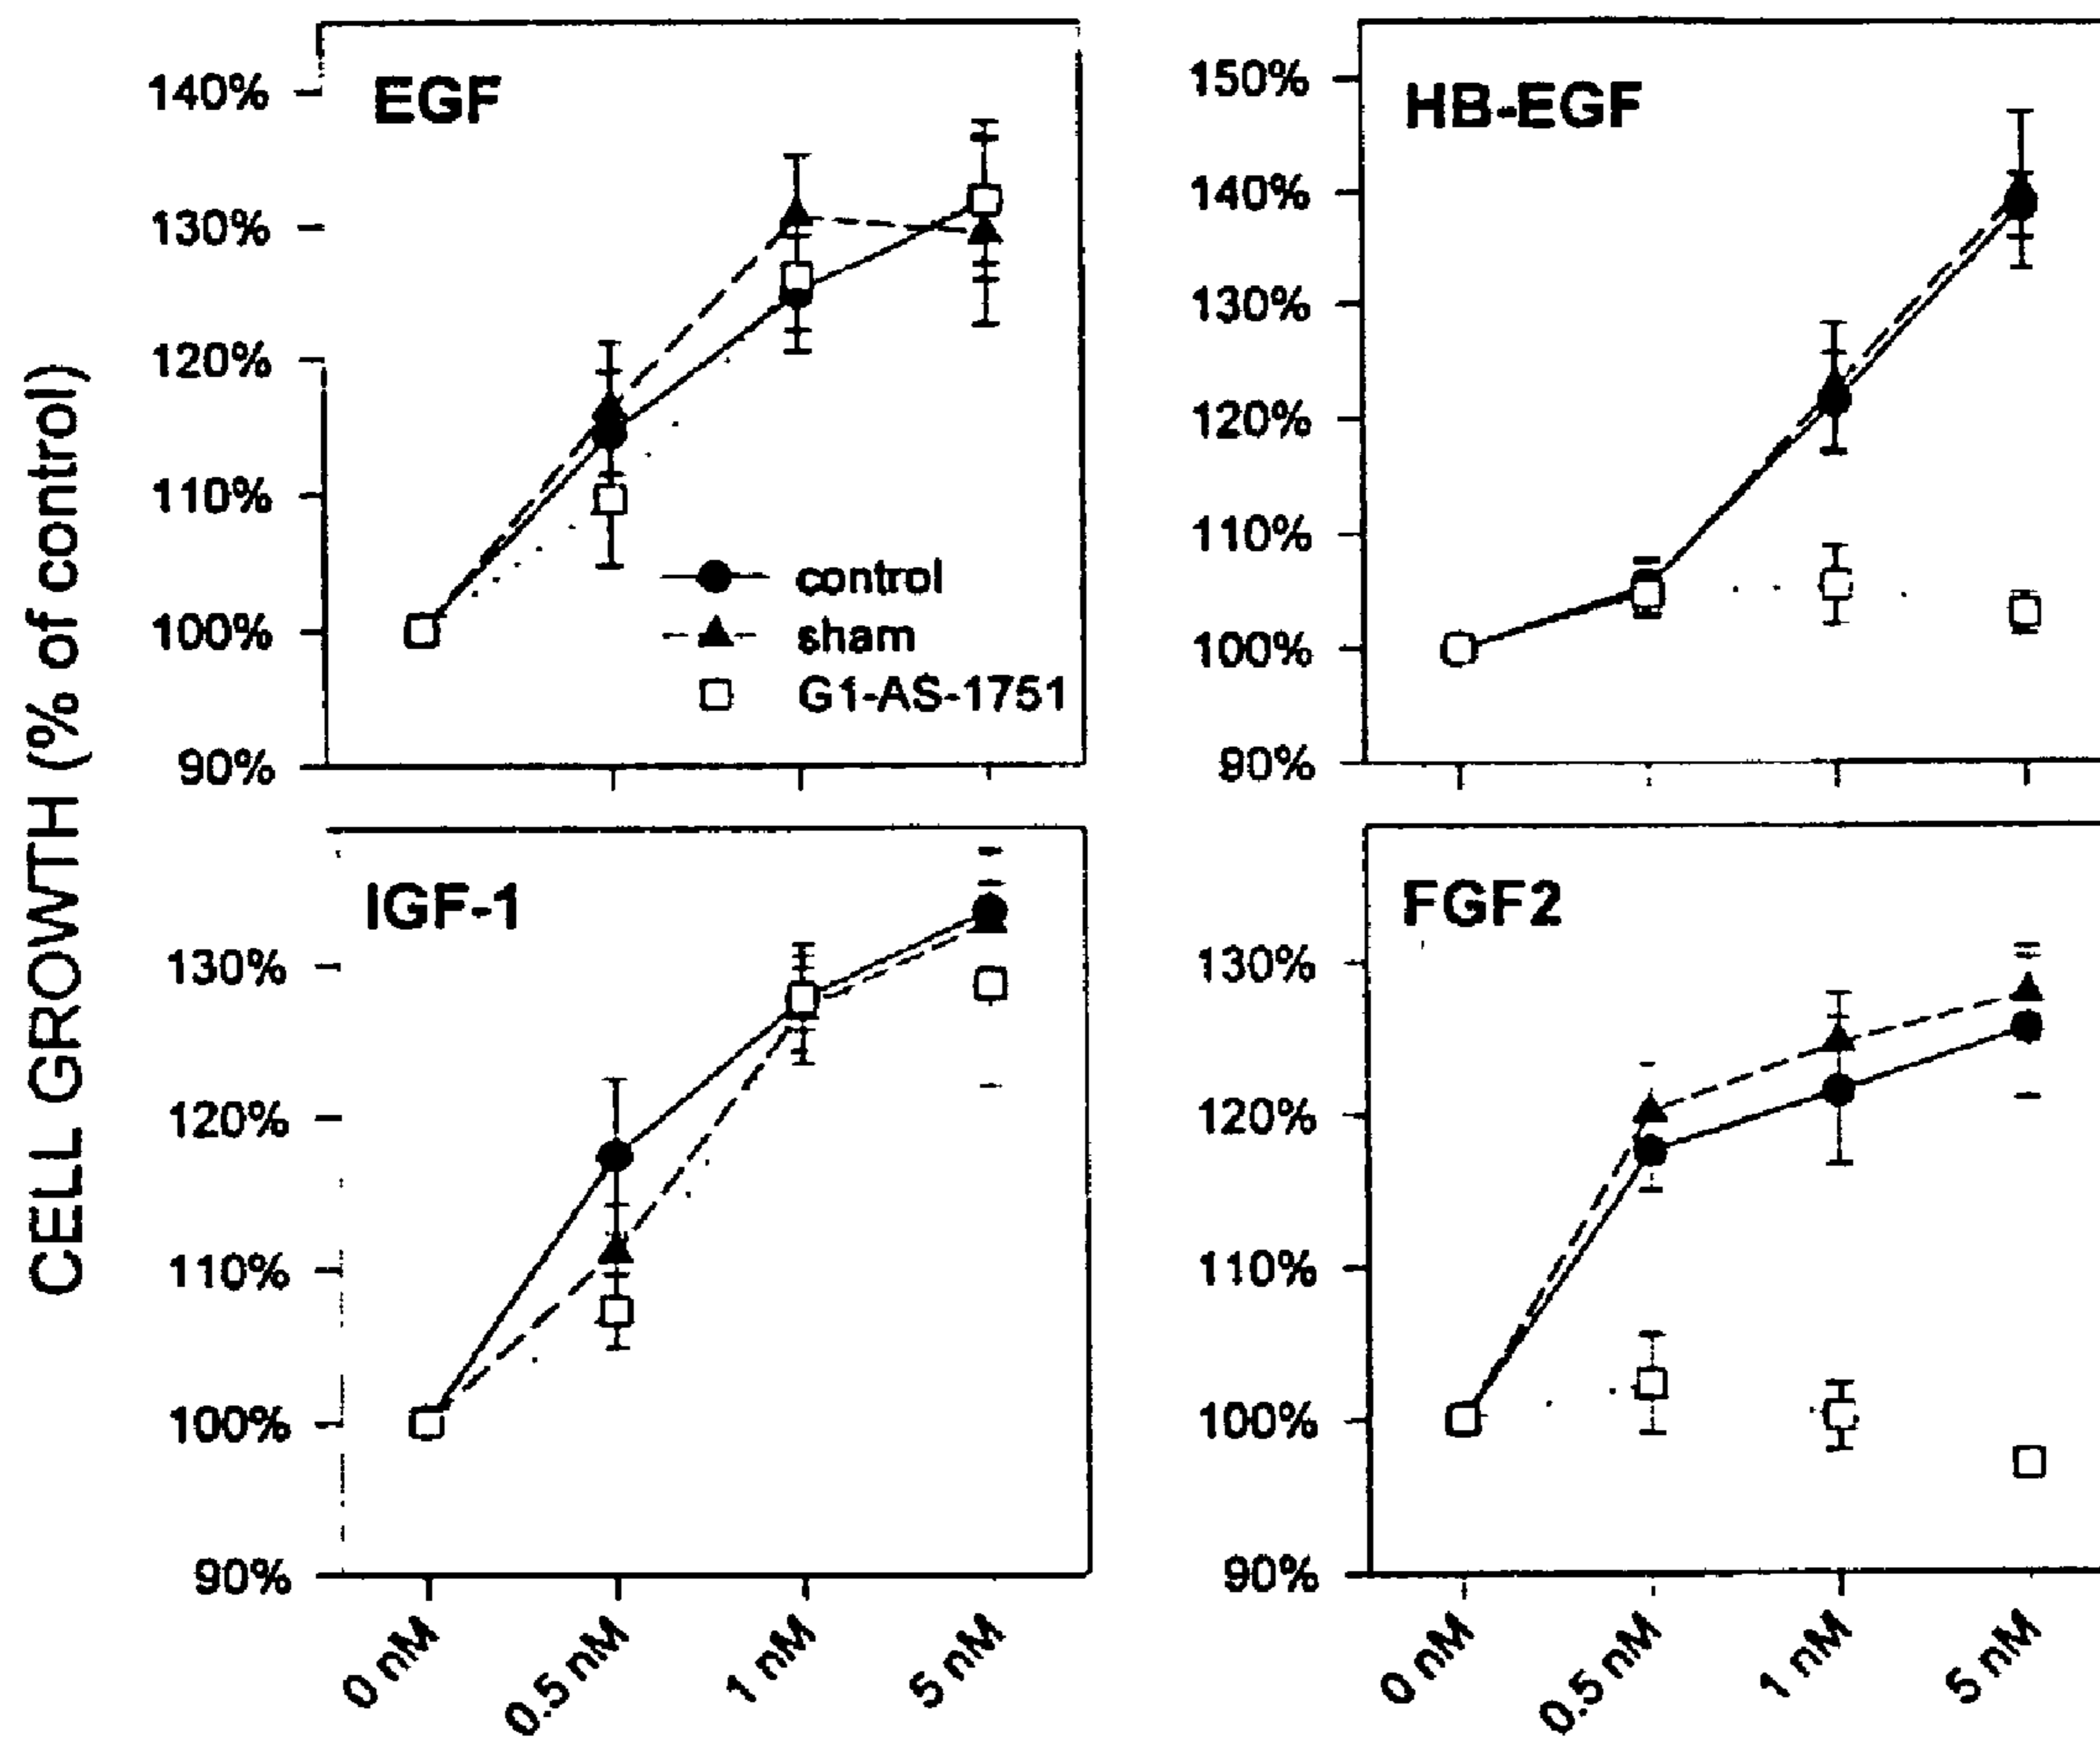 CELL GROWTH (% of control)
EGF
140%
130%
120%
110%
100%
90%
control
sham
G1-AS-1751
HB-EGF
150%
140%
130%
120%
110%
100%
90%
IGF-1
130%
120%
110%
100%
90%
0 nM
0.5 nM
1 nM
5 nM
FGF2
130%
120%
110%
100%
90%
0 nM
0.5 nM
1 nM
5 nM